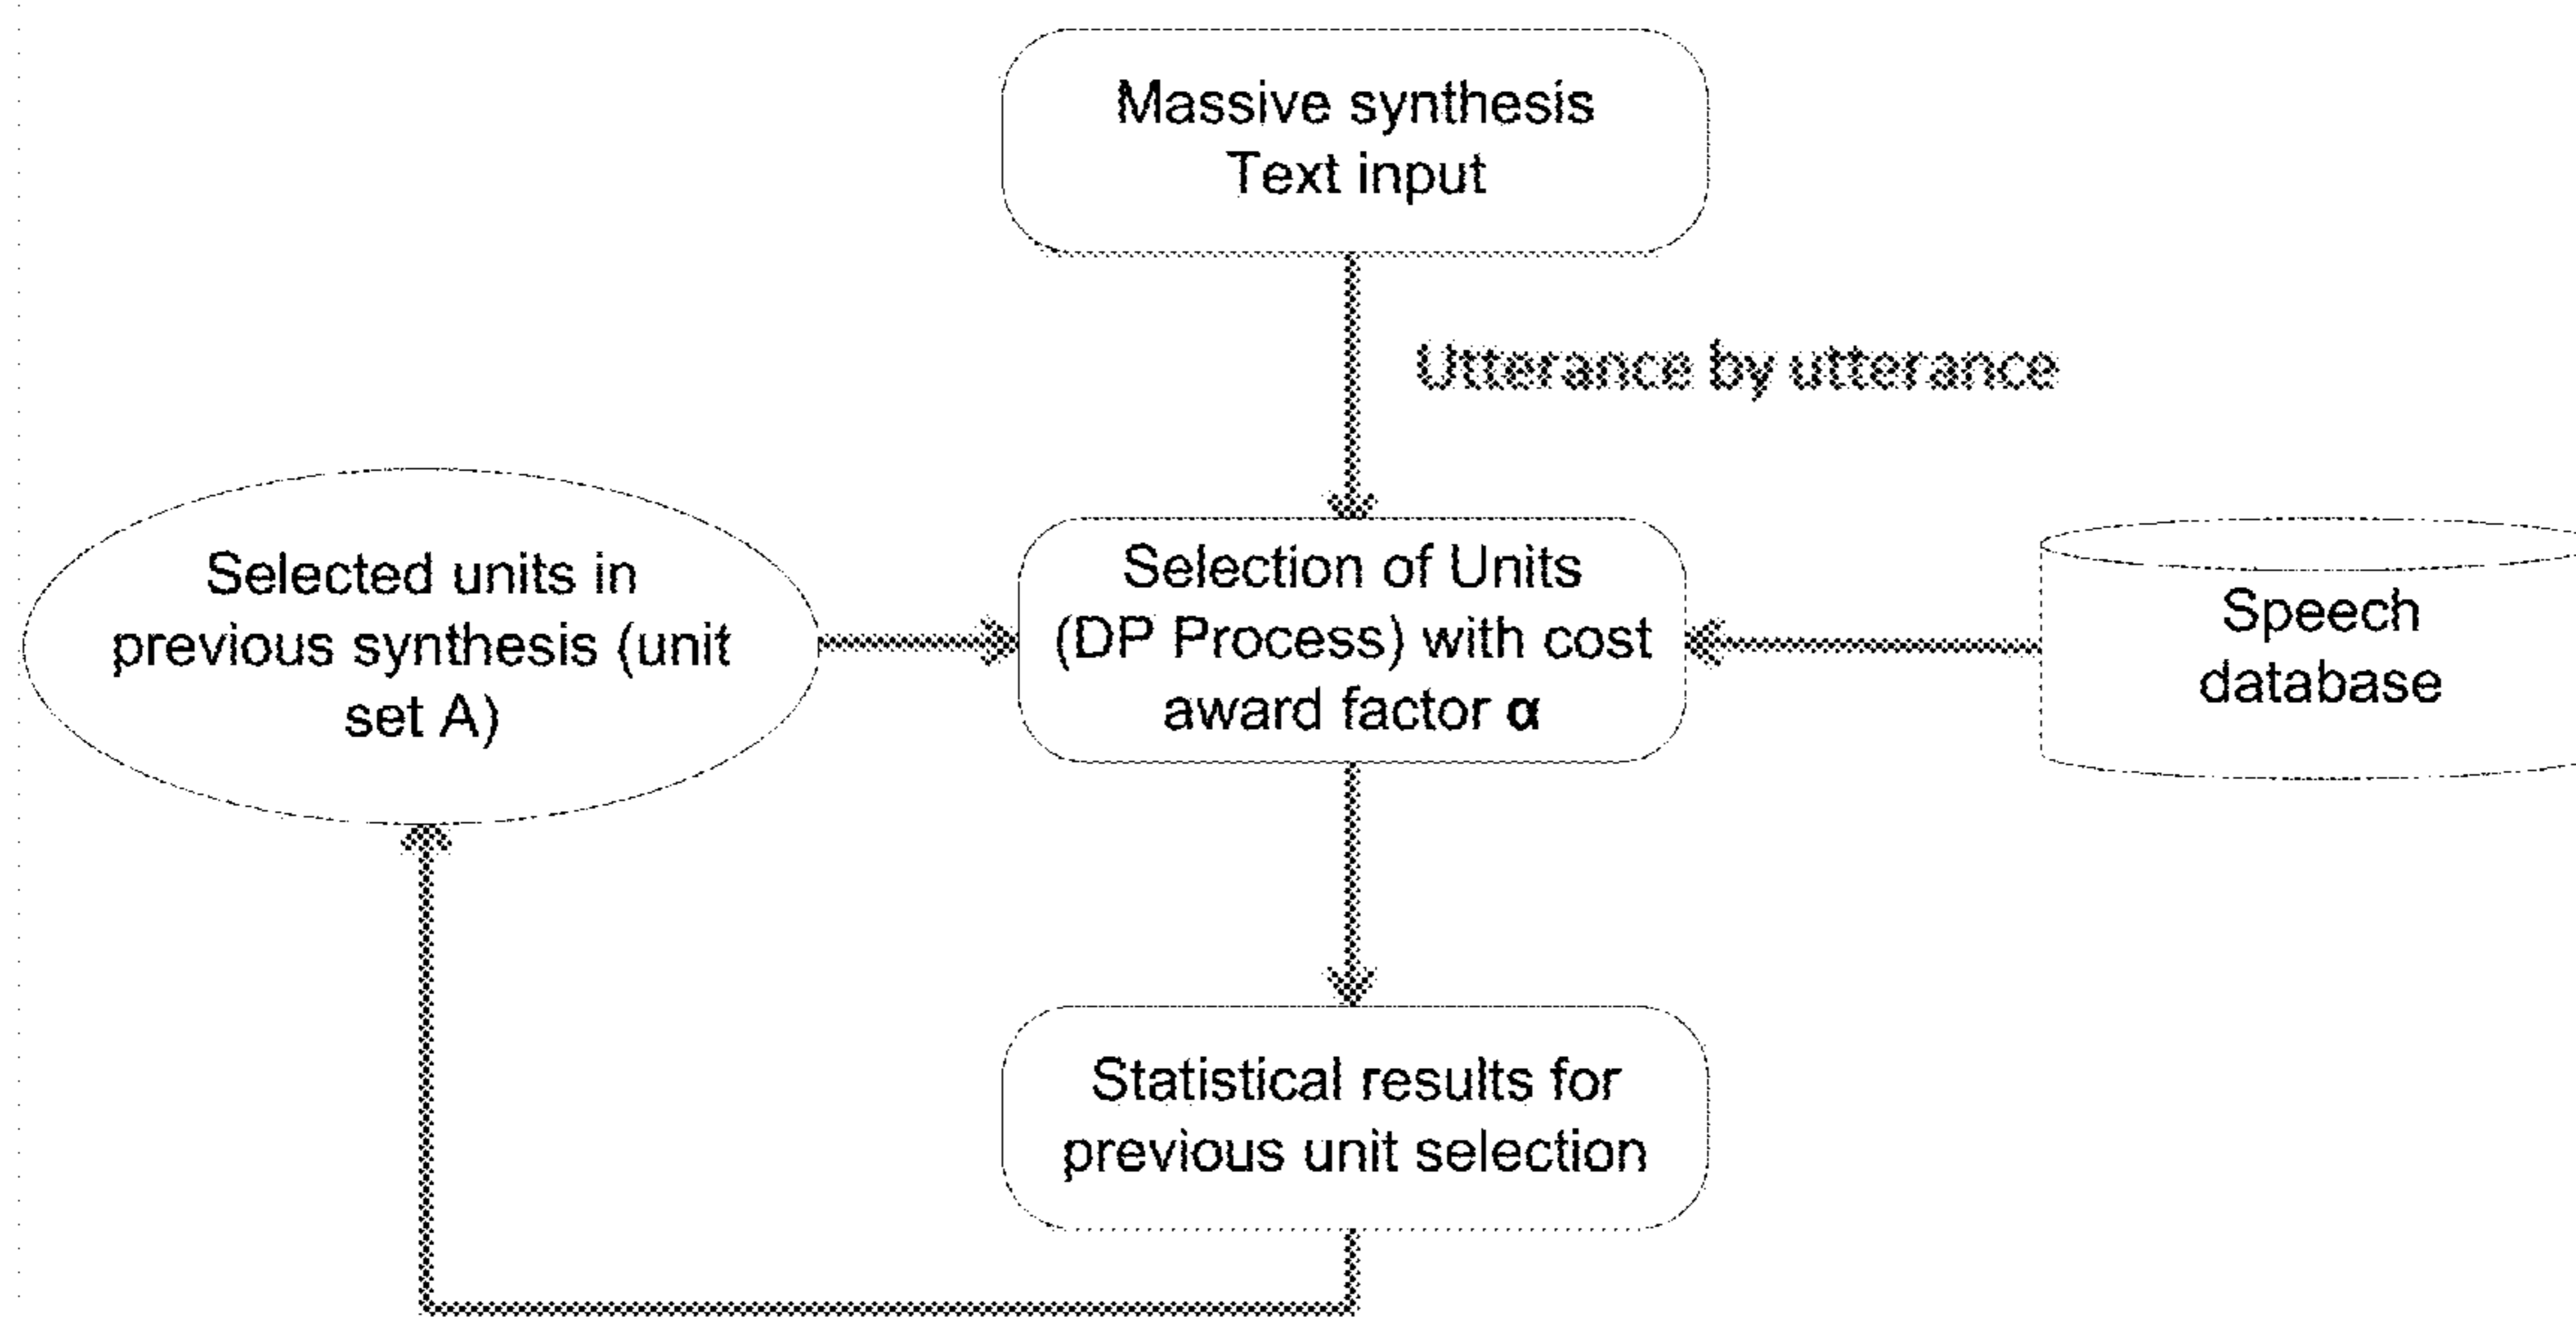 Massive synthesis
Text input
Utterance by utterance
Selected units in
previous synthesis (unit
set A)
Selection of Units
(DP Process) with cost
award factor α
Speech
database
Statistical results for
previous unit selection